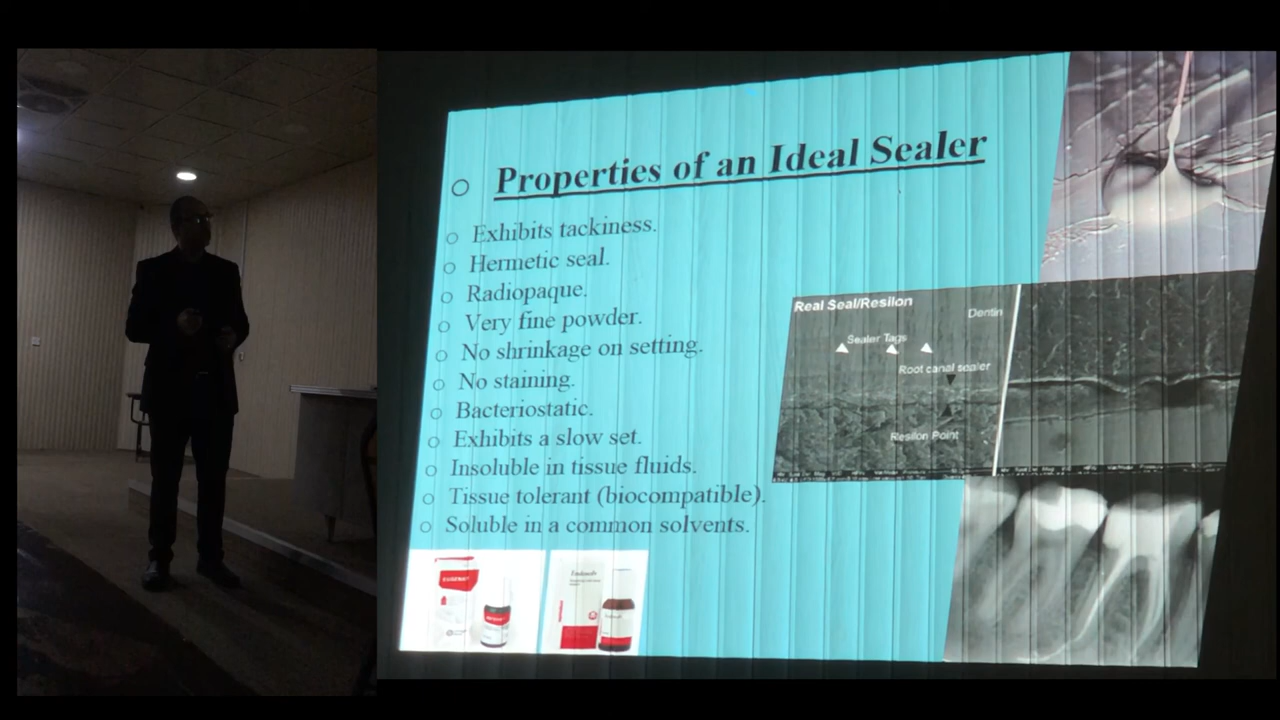 Properties of an Ideal Sealer
Exhibits tackiness.
Hermetic seal.
Radiopaque.
Very fine powder.
No shrinkage on setting.
No staining.
Bacteriostatic.
Exhibits a slow set.
Insoluble in tissue fluids.
Tissue tolerant (biocompatible).
Soluble in a common solvents.
Real Seal/Resilon
Dentin
Sealer Tags
Root canal sealer
Resilon Point